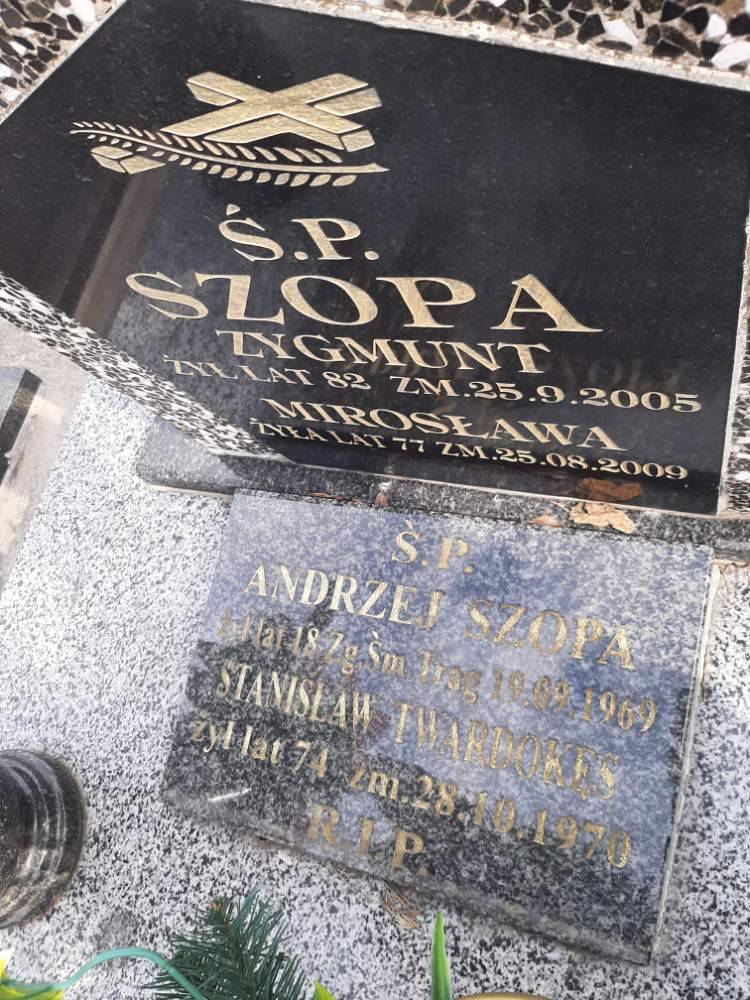 Ś.P.
SZOPA
ZYGMUNT
ŻYŁ LAT 82 ZM.25.9.2005
MIROSŁAWA
ŻYŁA LAT 77 ZM.25.08.2009
Ś.P.
ANDRZEJ SZOPA
żył lat 18 Zg.Śm.Trag 19.09.1969
STANISŁAW TWARDOKĘS
żył lat 74 zm.28.10.1970
R.I.P.